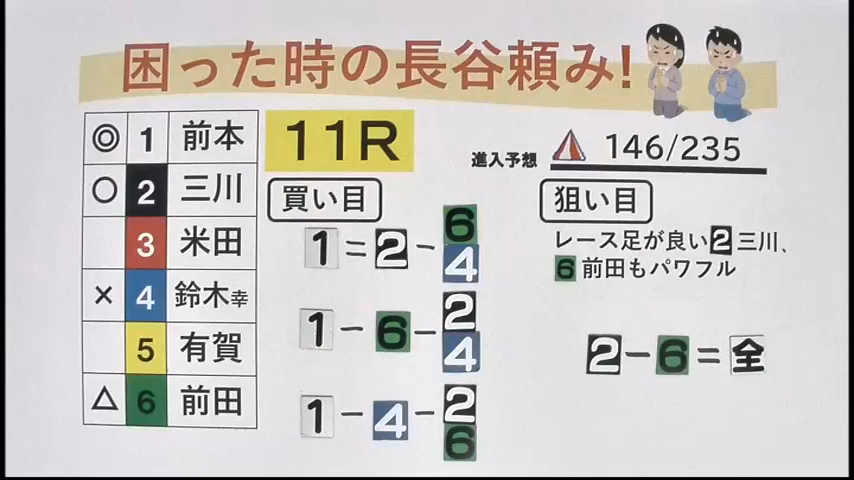 困った時の長谷頼み!
◎ 1 前本
○ 2 三川
3 米田
× 4 鈴木幸
5 有賀
△ 6 前田
11R
進入予想 146/235
買い目
1=2-6 4
1-6-2 4
1-4-2 6
狙い目
レース足が良い2三川、
6前田もパワフル
2-6=全